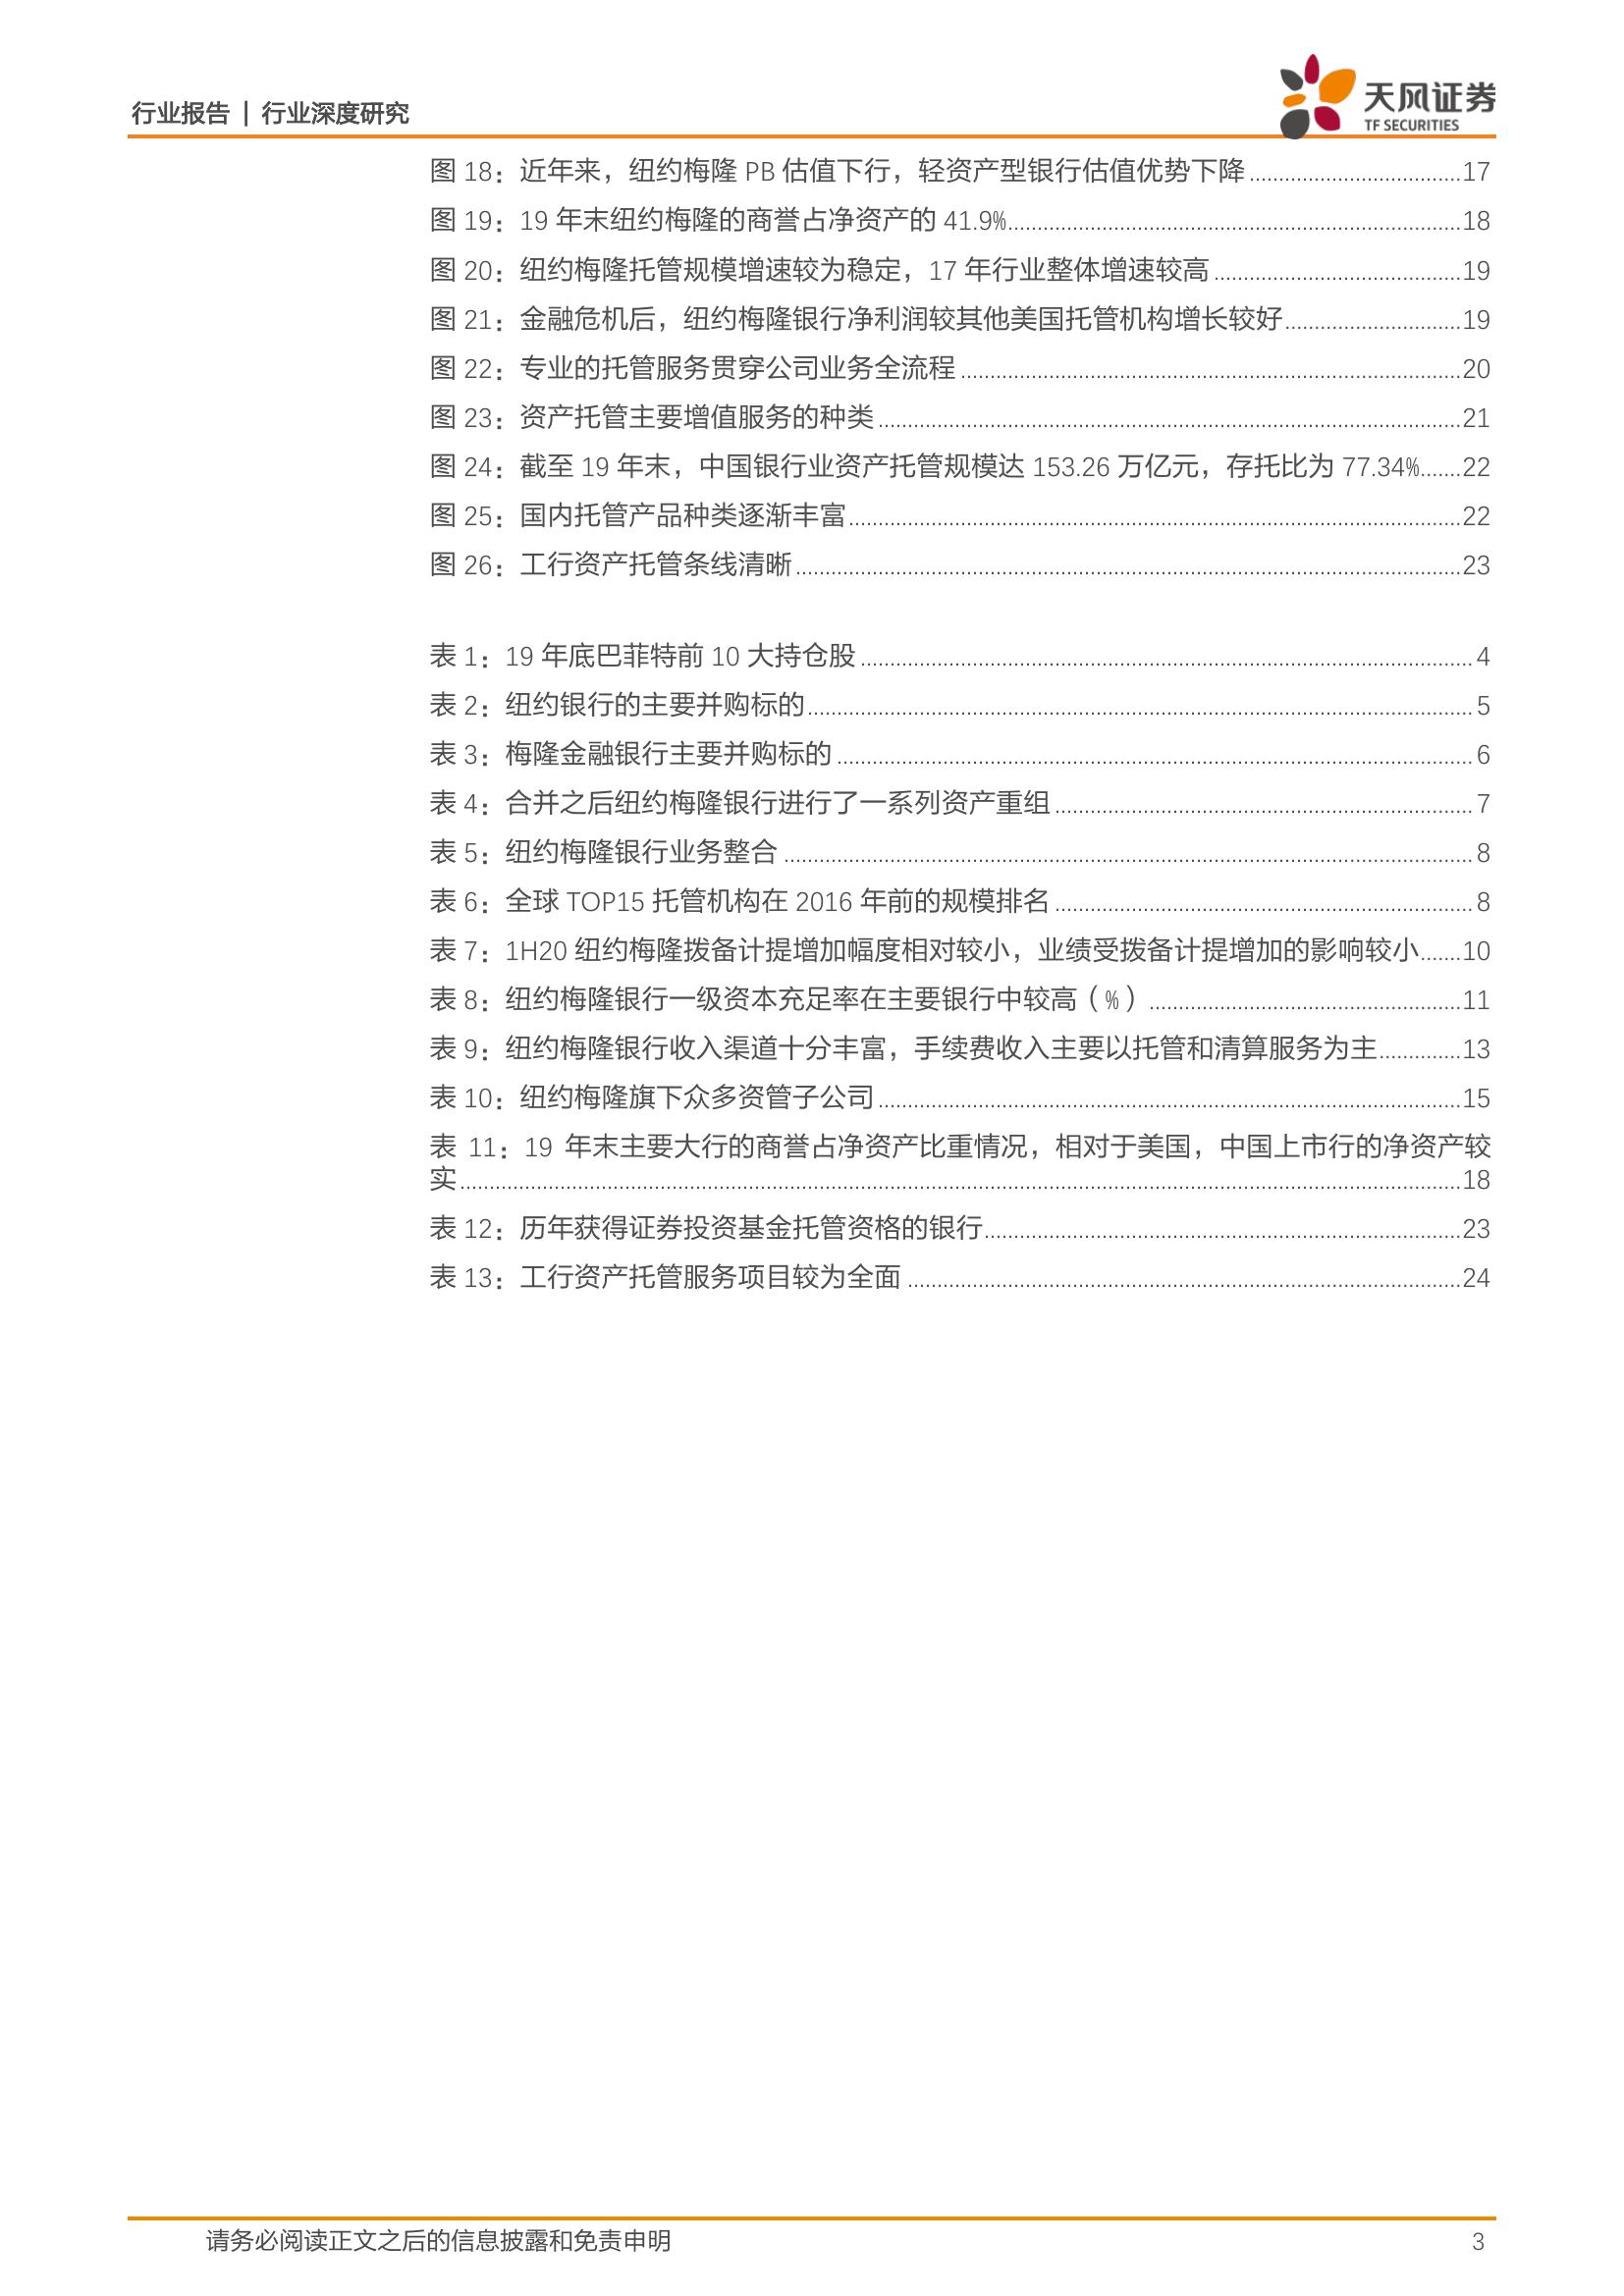 行业报告 | 行业深度研究
天风证券
TF SECURITIES
图 18：近年来，纽约梅隆 PB 估值下行，轻资产型银行估值优势下降....................................17
图 19：19 年末纽约梅隆的商誉占净资产的 41.9%..............................................................................18
图 20：纽约梅隆托管规模增速较为稳定，17 年行业整体增速较高..........................................19
图 21：金融危机后，纽约梅隆银行净利润较其他美国托管机构增长较好..............................19
图 22：专业的托管服务贯穿公司业务全流程.....................................................................................20
图 23：资产托管主要增值服务的种类...................................................................................................21
图 24：截至 19 年末，中国银行业资产托管规模达 153.26 万亿元，存托比为 77.34%.......22
图 25：国内托管产品种类逐渐丰富........................................................................................................22
图 26：工行资产托管条线清晰.................................................................................................................23
表 1：19 年底巴菲特前 10 大持仓股........................................................................................................4
表 2：纽约银行的主要并购标的.................................................................................................................5
表 3：梅隆金融银行主要并购标的............................................................................................................6
表 4：合并之后纽约梅隆银行进行了一系列资产重组.......................................................................7
表 5：纽约梅隆银行业务整合.....................................................................................................................8
表 6：全球 TOP15 托管机构在 2016 年前的规模排名.......................................................................8
表 7：1H20 纽约梅隆拨备计提增加幅度相对较小，业绩受拨备计提增加的影响较小.......10
表 8：纽约梅隆银行一级资本充足率在主要银行中较高（%）.....................................................11
表 9：纽约梅隆银行收入渠道十分丰富，手续费收入主要以托管和清算服务为主..............13
表 10：纽约梅隆旗下众多资管子公司...................................................................................................15
表 11：19 年末主要大行的商誉占净资产比重情况，相对于美国，中国上市行的净资产较
实..........................................................................................................................................................................18
表 12：历年获得证券投资基金托管资格的银行.................................................................................23
表 13：工行资产托管服务项目较为全面..............................................................................................24
请务必阅读正文之后的信息披露和免责申明
3